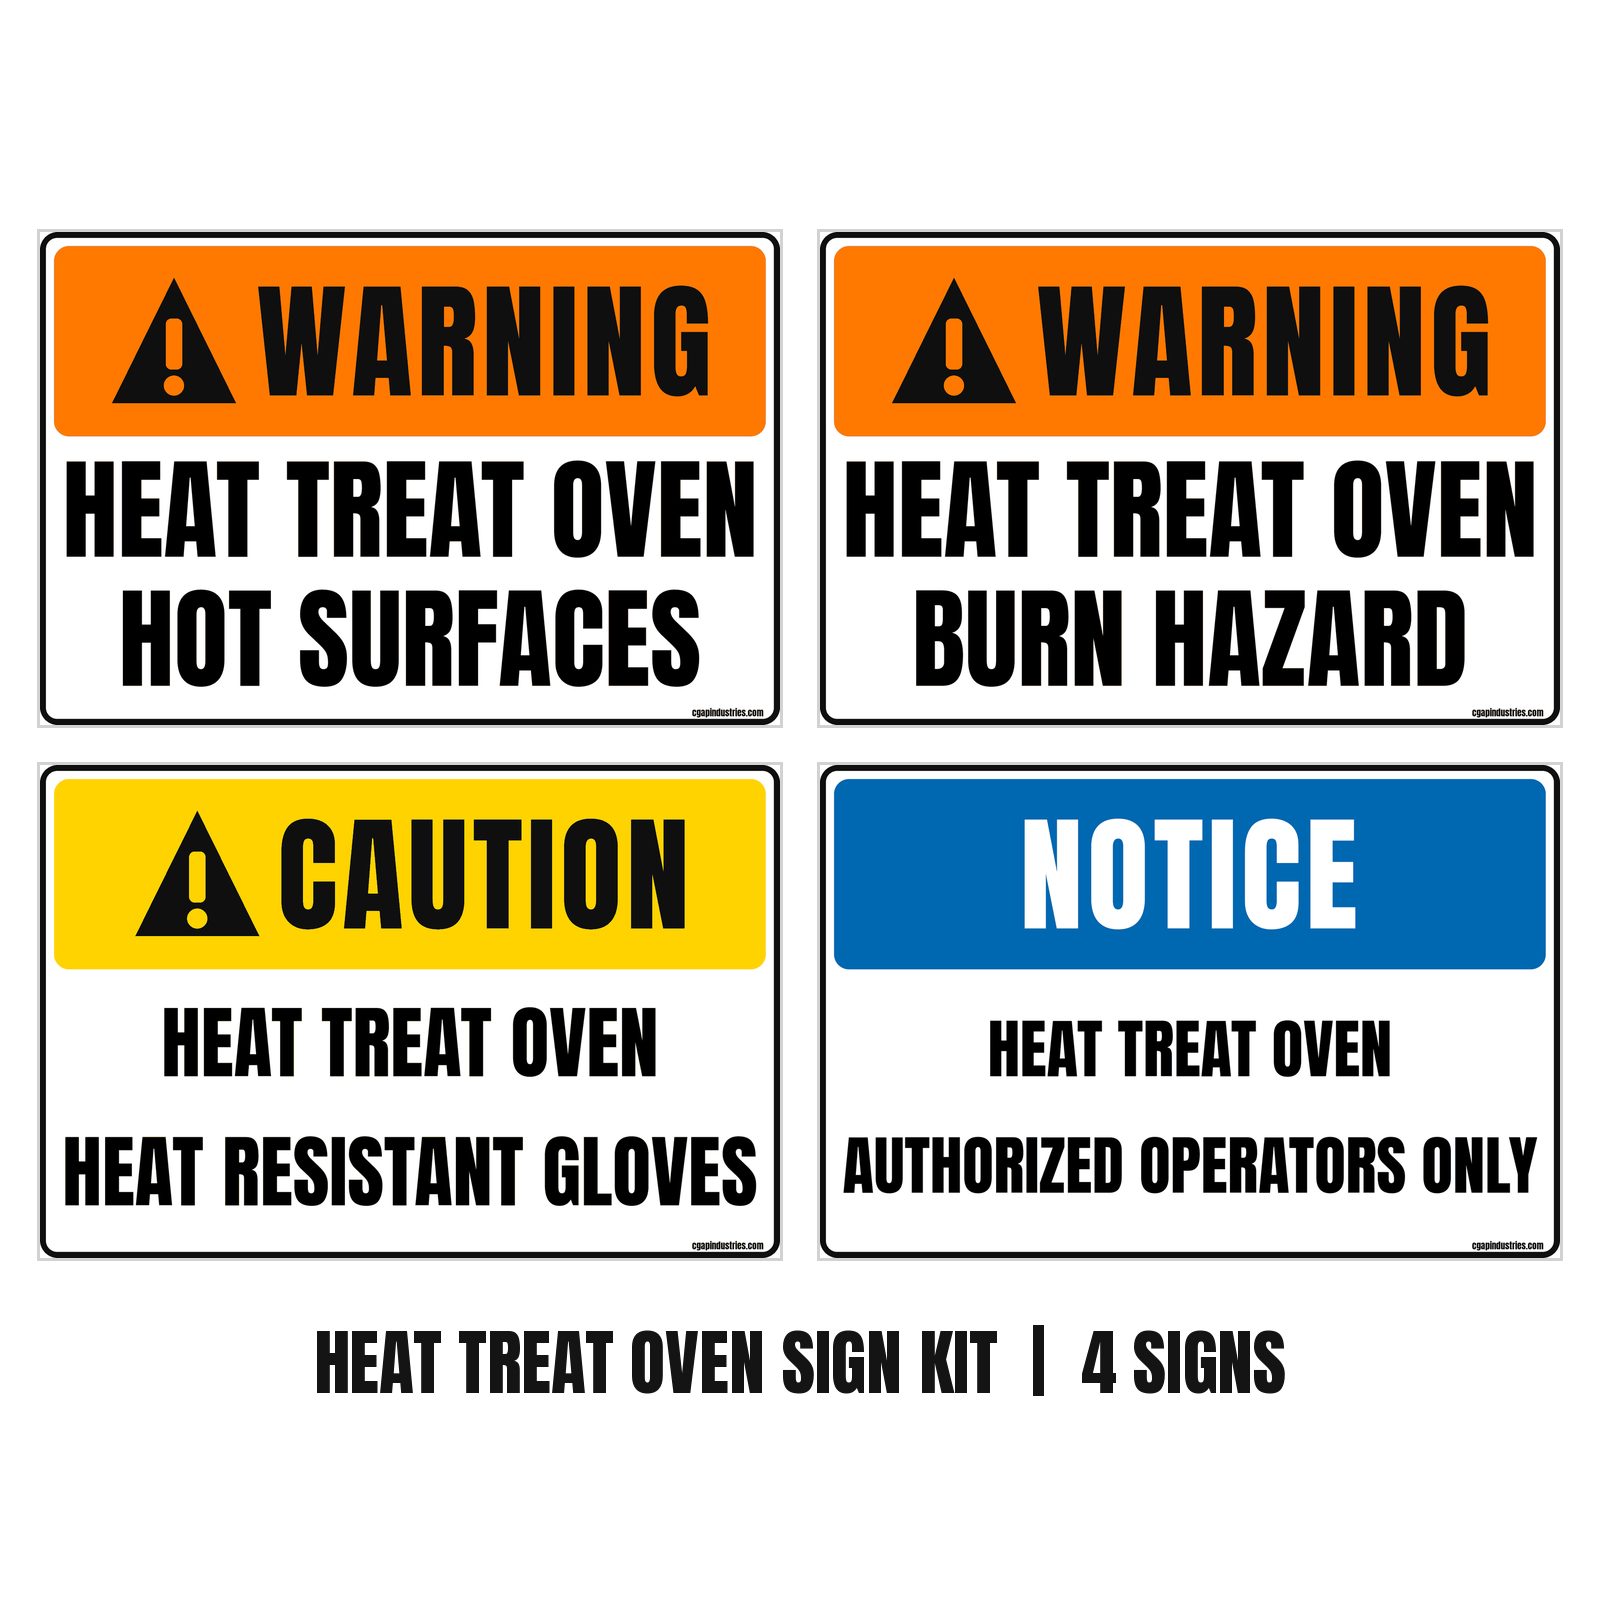 WARNING
HEAT TREAT OVEN
HOT SURFACES
cgapindustries.com
WARNING
HEAT TREAT OVEN
BURN HAZARD
cgapindustries.com
CAUTION
HEAT TREAT OVEN
HEAT RESISTANT GLOVES
cgapindustries.com
NOTICE
HEAT TREAT OVEN
AUTHORIZED OPERATORS ONLY
cgapindustries.com
HEAT TREAT OVEN SIGN KIT | 4 SIGNS